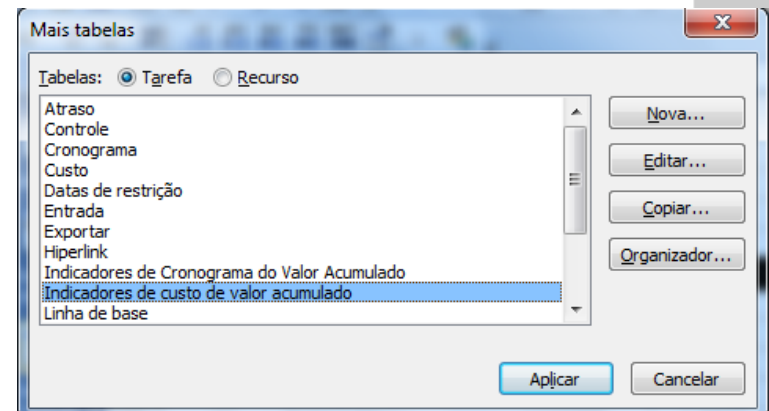 Mais tabelas
Tabelas: Tarefa Recurso
Atraso
Controle
Cronograma
Custo
Datas de restrição
Entrada
Exportar
Hiperlink
Indicadores de Cronograma do Valor Acumulado
Indicadores de custo de valor acumulado
Linha de base
Nova...
Editar...
Copiar...
Organizador...
Aplicar Cancelar